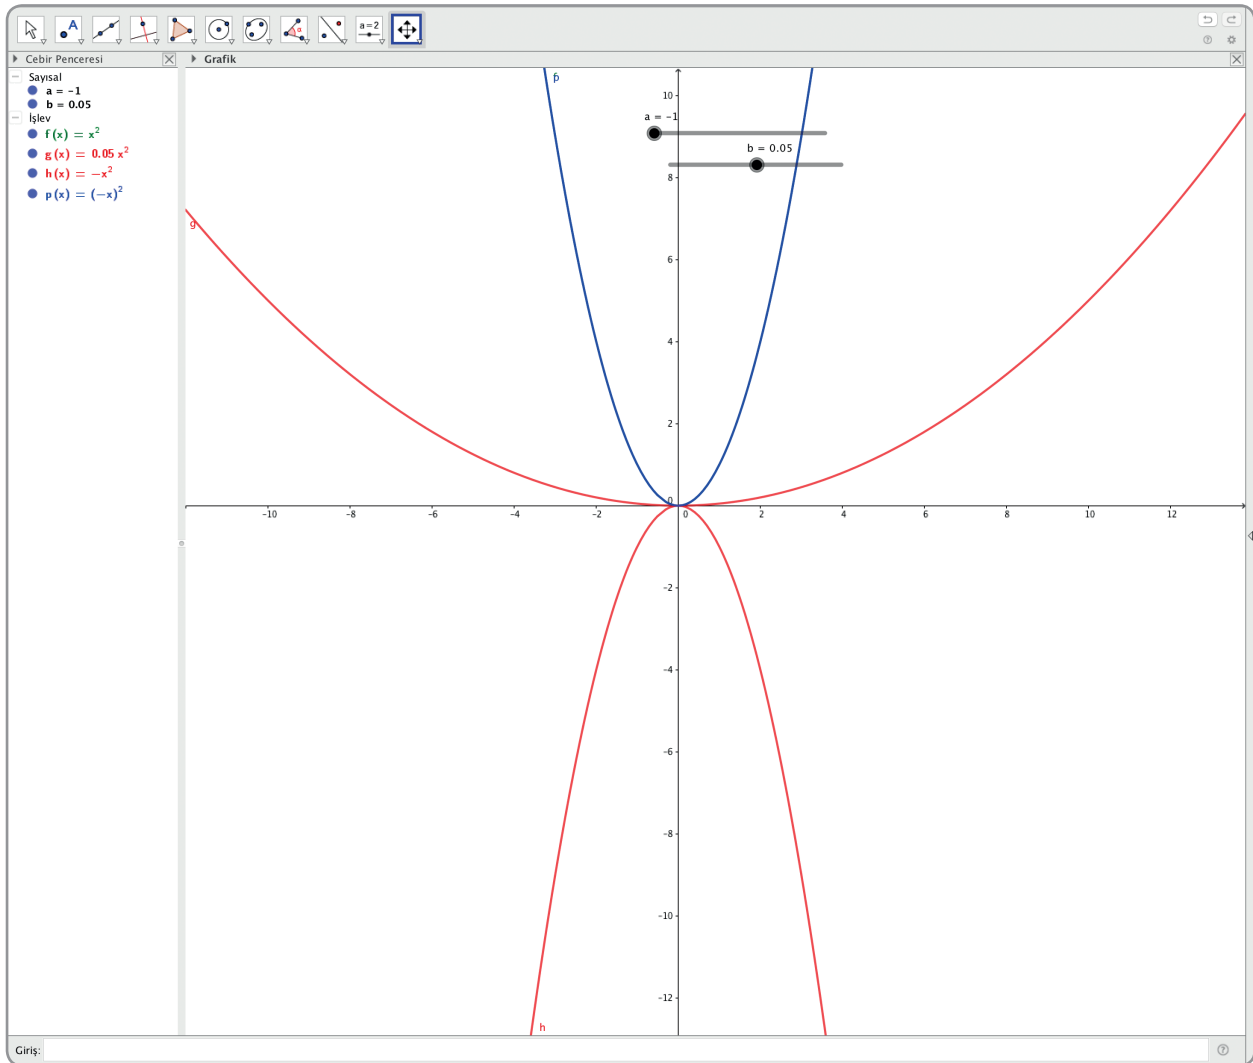 A
α
a=2
Cebir Penceresi
Grafik
Sayısal
a = −1
b = 0.05
İşlev
f(x) = x²
g(x) = 0.05 x²
h(x) = −x²
p(x) = (−x)²
p
10
a = −1
b = 0.05
8
g
6
4
2
0
−10 −8 −6 −4 −2 0 2 4 6 8 10 12
−2
−4
−6
−8
−10
−12
h
Giriş: